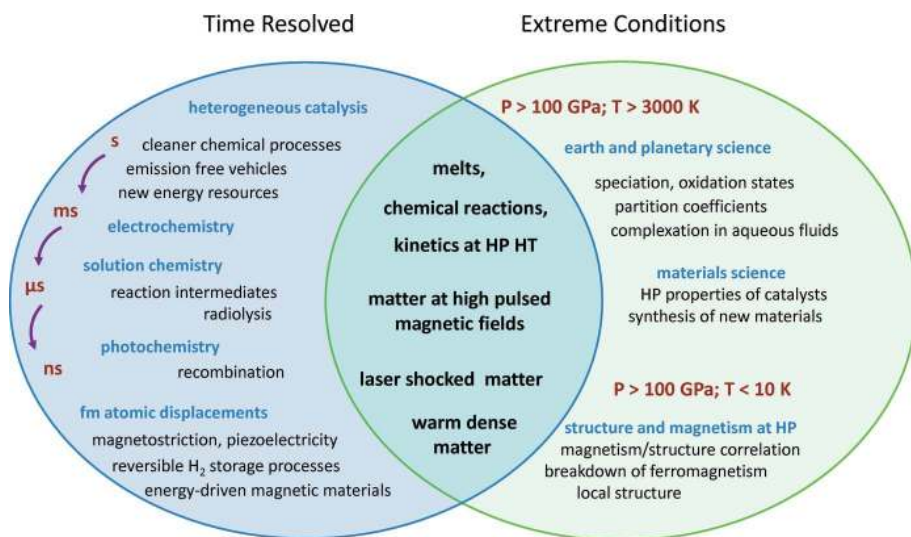 Time Resolved
Extreme Conditions
heterogeneous catalysis
s
cleaner chemical processes
emission free vehicles
new energy resources
ms
electrochemistry
solution chemistry
µs
reaction intermediates
radiolysis
photochemistry
ns
recombination
fm atomic displacements
magnetostriction, piezoelectricity
reversible H₂ storage processes
energy-driven magnetic materials
melts,
chemical reactions,
kinetics at HP HT
matter at high pulsed
magnetic fields
laser shocked matter
warm dense
matter
P > 100 GPa; T > 3000 K
earth and planetary science
speciation, oxidation states
partition coefficients
complexation in aqueous fluids
materials science
HP properties of catalysts
synthesis of new materials
P > 100 GPa; T < 10 K
structure and magnetism at HP
magnetism/structure correlation
breakdown of ferromagnetism
local structure